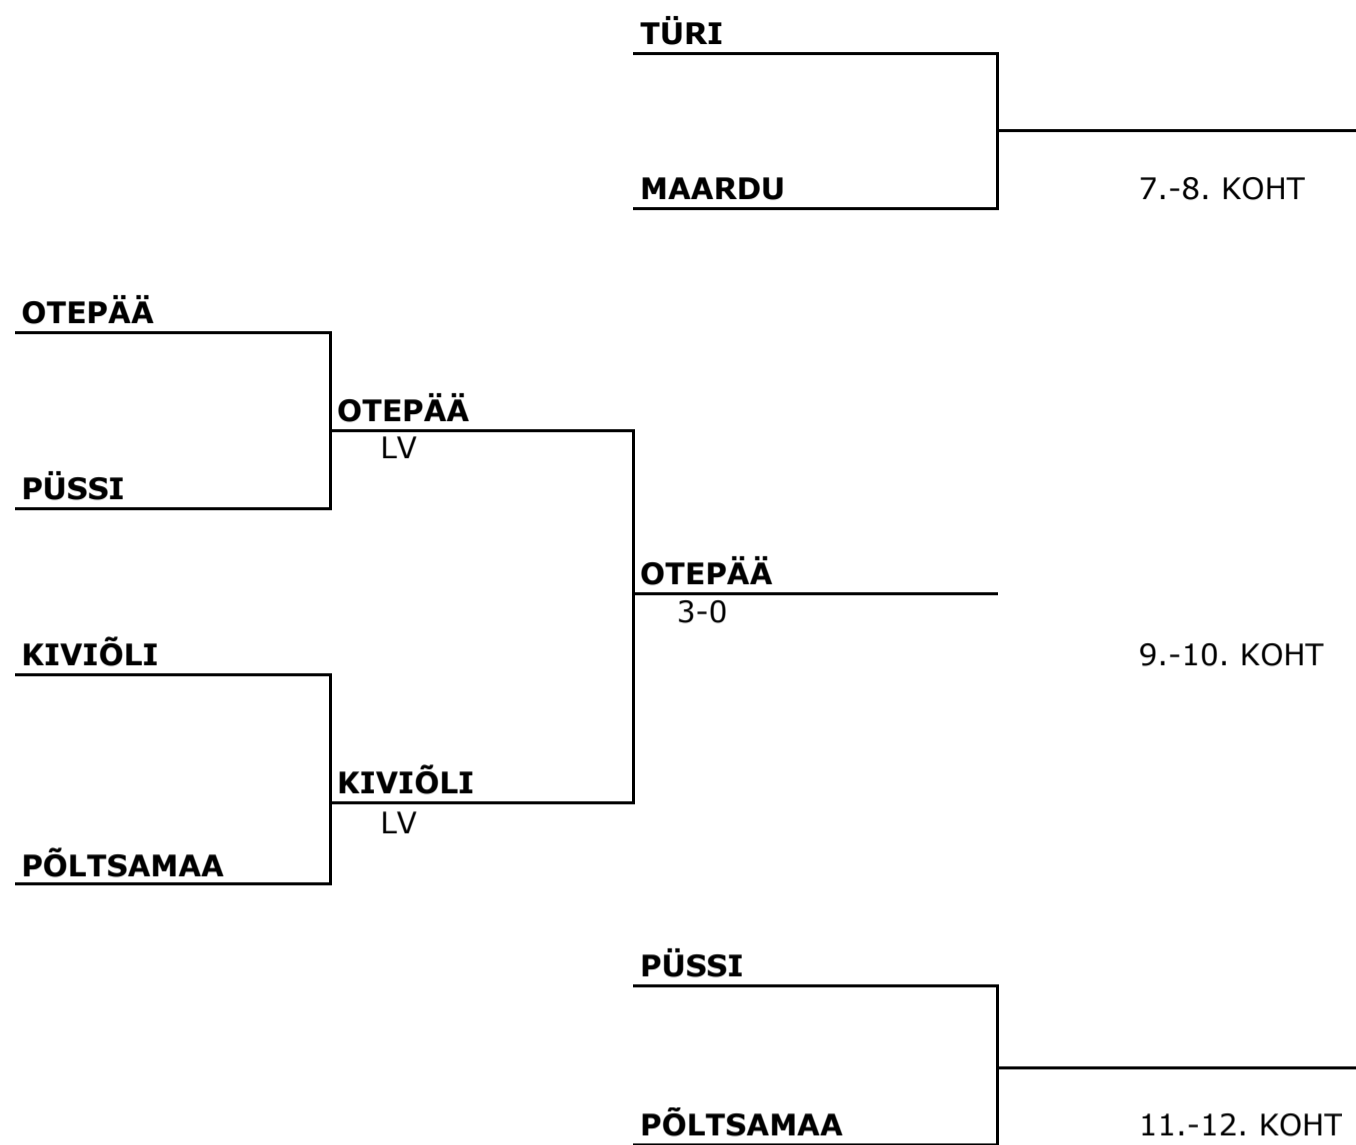 TÜRI
MAARDU
7.-8. KOHT
OTEPÄÄ
OTEPÄÄ
LV
PÜSSI
OTEPÄÄ
3-0
KIVIÕLI
9.-10. KOHT
KIVIÕLI
LV
PÕLTSAMAA
PÜSSI
PÕLTSAMAA
11.-12. KOHT